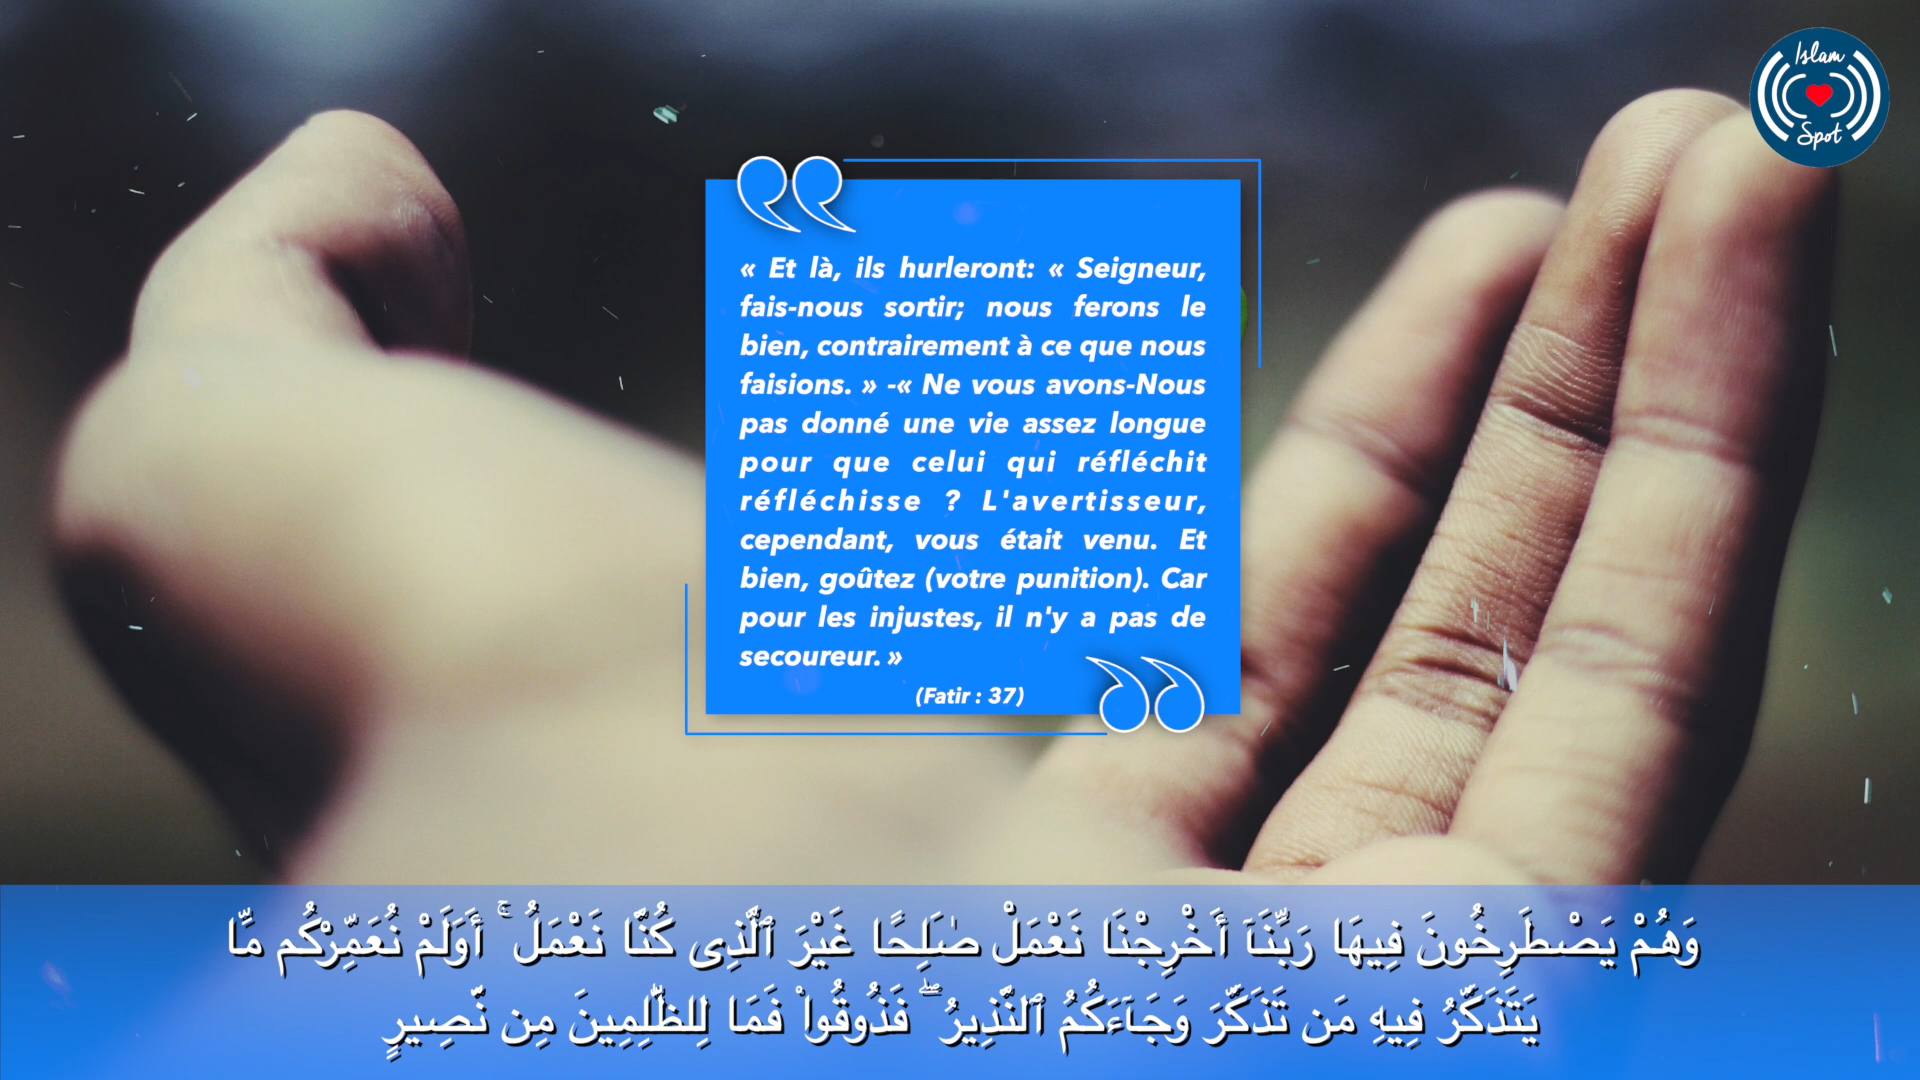 Islam
Spot
« Et là, ils hurleront: « Seigneur,
fais-nous sortir; nous ferons le
bien, contrairement à ce que nous
faisions. » -« Ne vous avons-Nous
pas donné une vie assez longue
pour que celui qui réfléchit
réfléchisse ? L'avertisseur,
cependant, vous était venu. Et
bien, goûtez (votre punition). Car
pour les injustes, il n'y a pas de
secoureur. »
(Fatir : 37)
وَهُمْ يَصْطَرِخُونَ فِيهَا رَبَّنَآ أَخْرِجْنَا نَعْمَلْ صَٰلِحًا غَيْرَ ٱلَّذِى كُنَّا نَعْمَلُ ۚ أَوَلَمْ نُعَمِّرْكُم مَّا
يَتَذَكَّرُ فِيهِ مَن تَذَكَّرَ وَجَآءَكُمُ ٱلنَّذِيرُ ۖ فَذُوقُوا۟ فَمَا لِلظَّٰلِمِينَ مِن نَّصِيرٍ